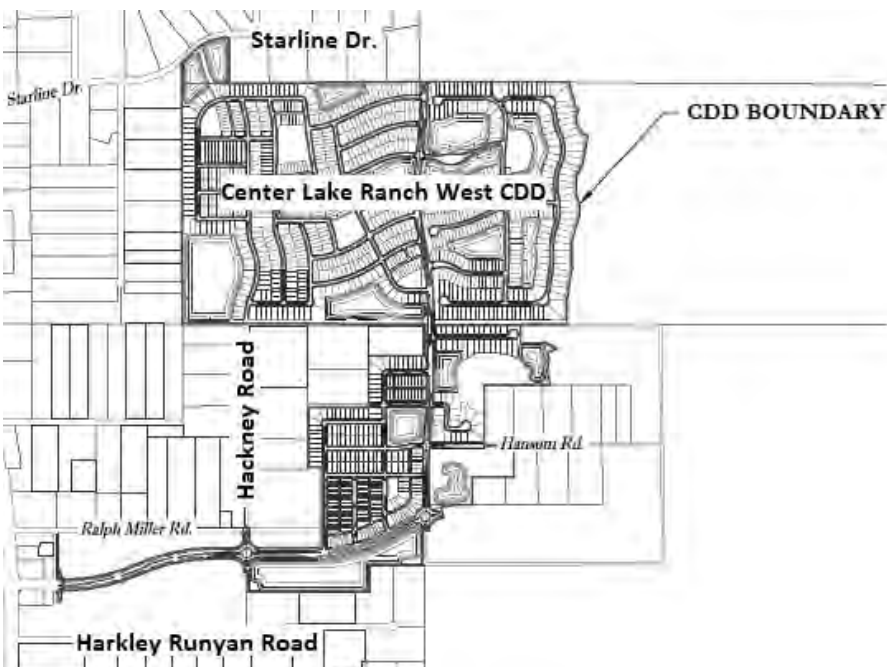 Starline Dr.
Starline Dr.
CDD BOUNDARY
Center Lake Ranch West CDD
Hackney Road
Hansom Rd.
Ralph Miller Rd.
Harkley Runyan Road